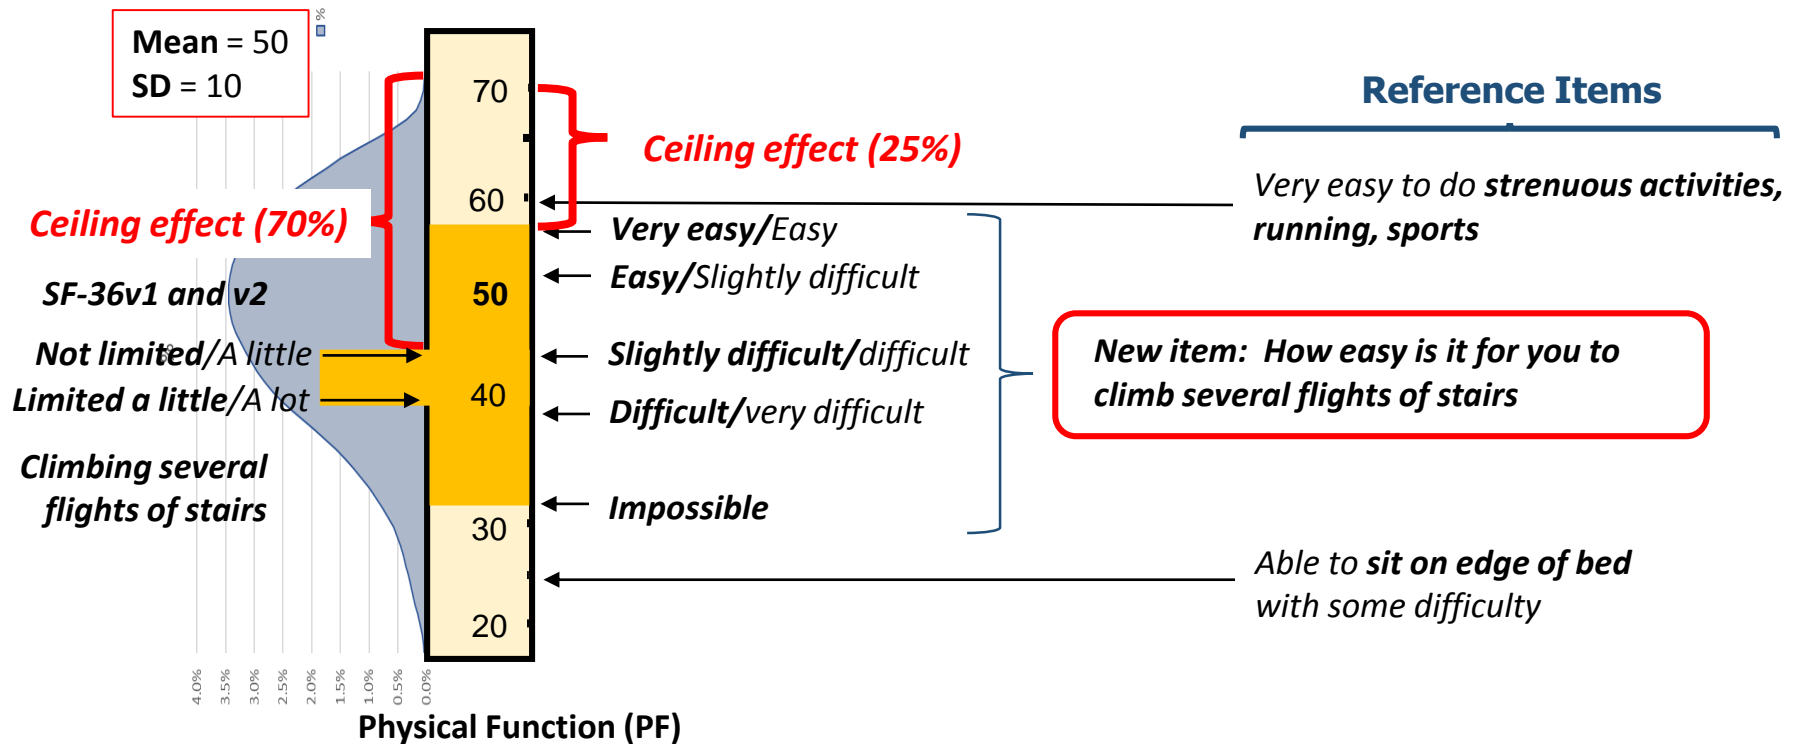 %
Mean = 50
SD = 10
70
60
50
40
30
20
Ceiling effect (70%)
SF-36v1 and v2
Not limited/A little
Limited a little/A lot
Climbing several
flights of stairs
4.0%
3.5%
3.0%
2.5%
2.0%
1.5%
1.0%
0.5%
0.0%
Physical Function (PF)
Ceiling effect (25%)
Very easy/Easy
Easy/Slightly difficult
Slightly difficult/difficult
Difficult/very difficult
Impossible
Reference Items
Very easy to do strenuous activities,
running, sports
New item: How easy is it for you to
climb several flights of stairs
Able to sit on edge of bed
with some difficulty